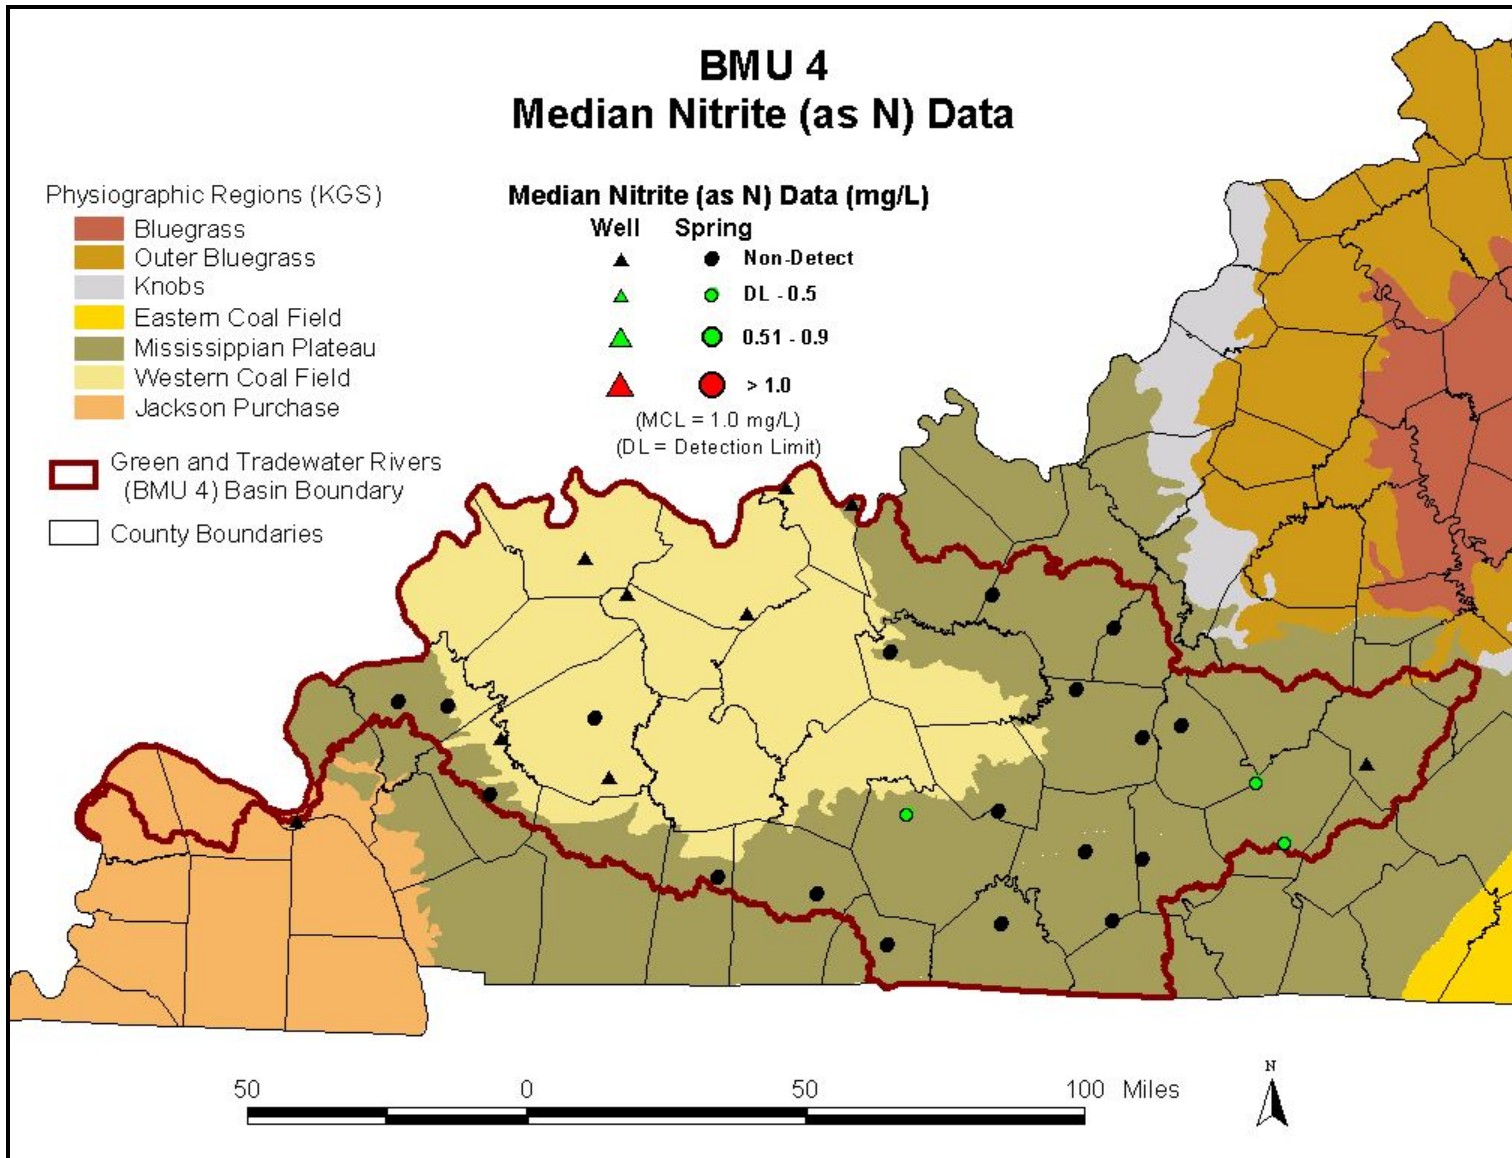 BMU 4
Median Nitrite (as N) Data
Physiographic Regions (KGS)
Bluegrass
Outer Bluegrass
Knobs
Eastern Coal Field
Mississippian Plateau
Western Coal Field
Jackson Purchase
Green and Tradewater Rivers
(BMU 4) Basin Boundary
County Boundaries
Median Nitrite (as N) Data (mg/L)
Well Spring
Non-Detect
DL - 0.5
0.51 - 0.9
> 1.0
(MCL = 1.0 mg/L)
(DL = Detection Limit)
50 0 50 100 Miles
N